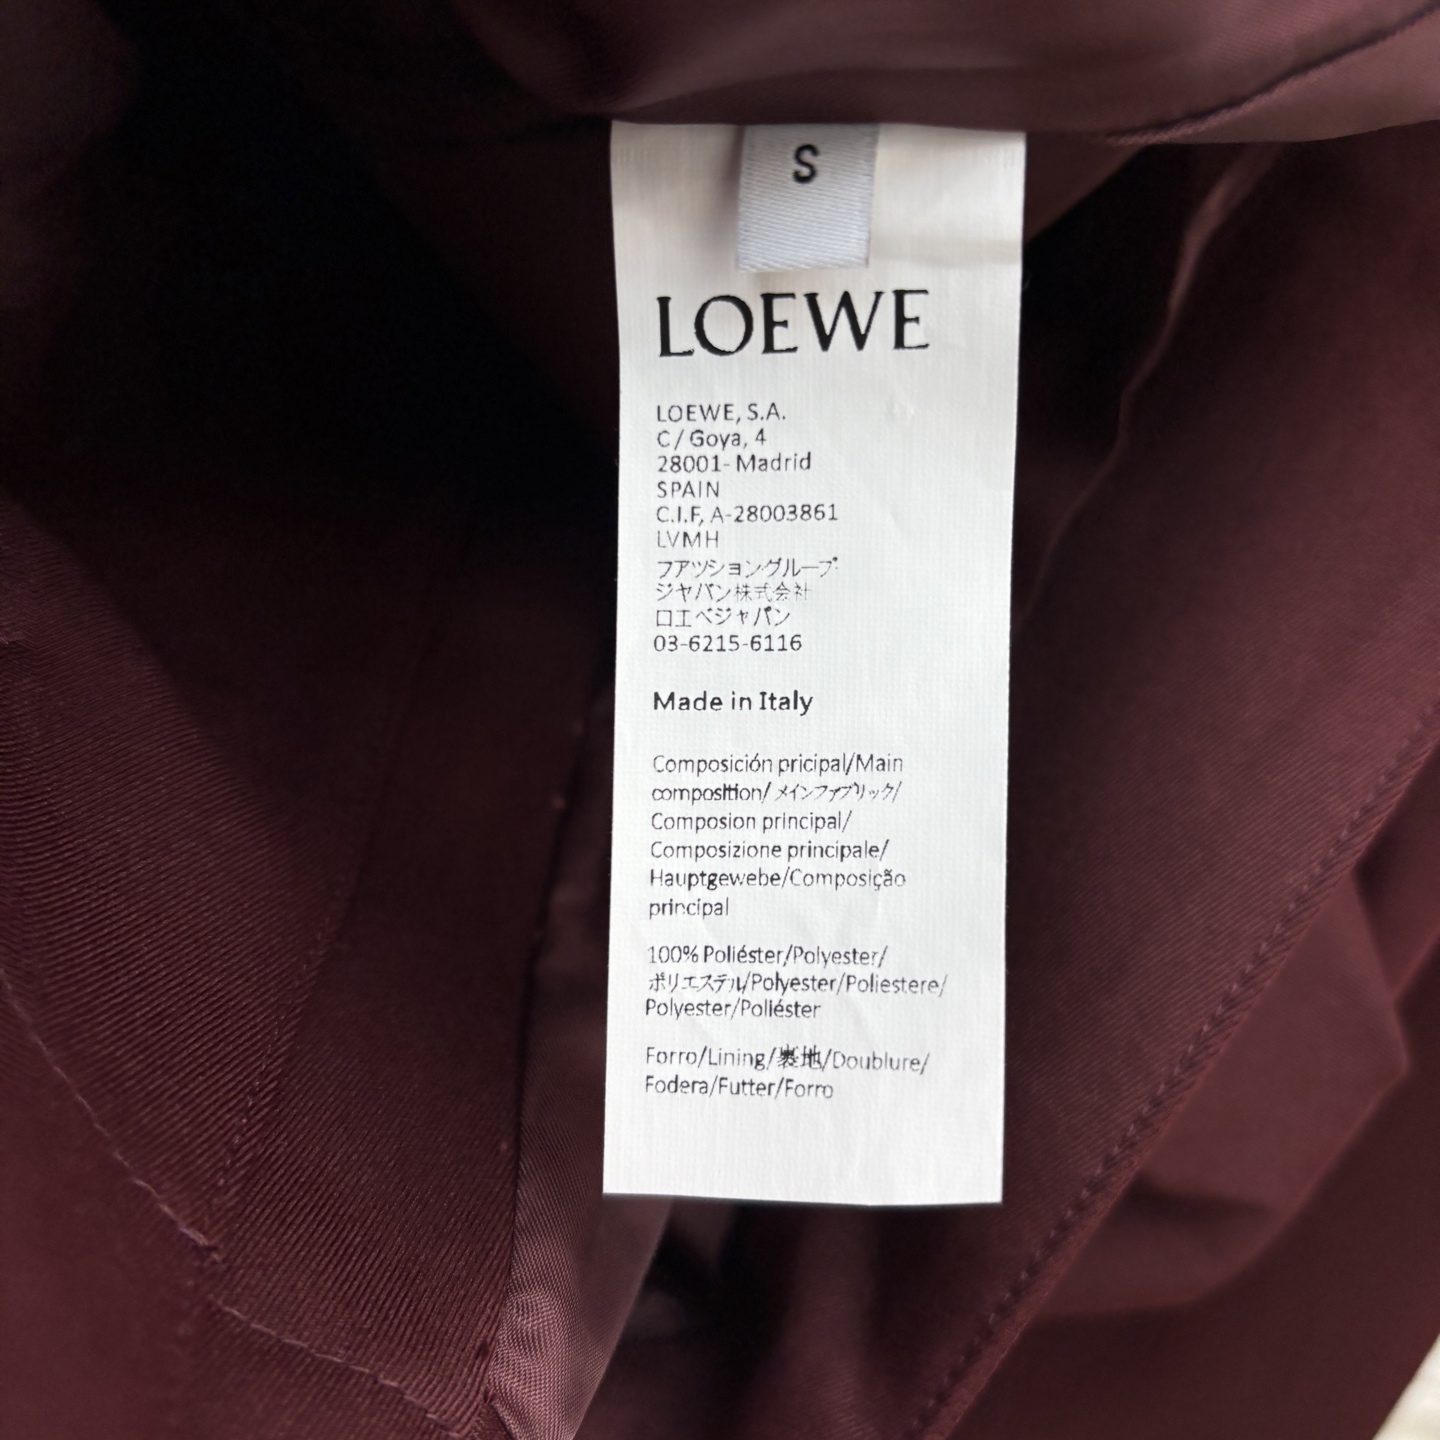 S
LOEWE
LOEWE, S.A.
C/ Goya, 4
28001- Madrid
SPAIN
C.I.F, A-28003861
LVMH
フアツショングループ
ジヤパン株式会社
ロエベジャパン
03-6215-6116
Made in Italy
Composición pricipal/Main
composition/メインファブリック/
Composion principal/
Composizione principale/
Hauptgewebe/Composição
principal
100% Poliéster/Polyester/
ポリエステル/Polyester/Poliestere/
Polyester/Poliéster
Forro/Lining/裏地/Doublure/
Fodera/Futter/Forro